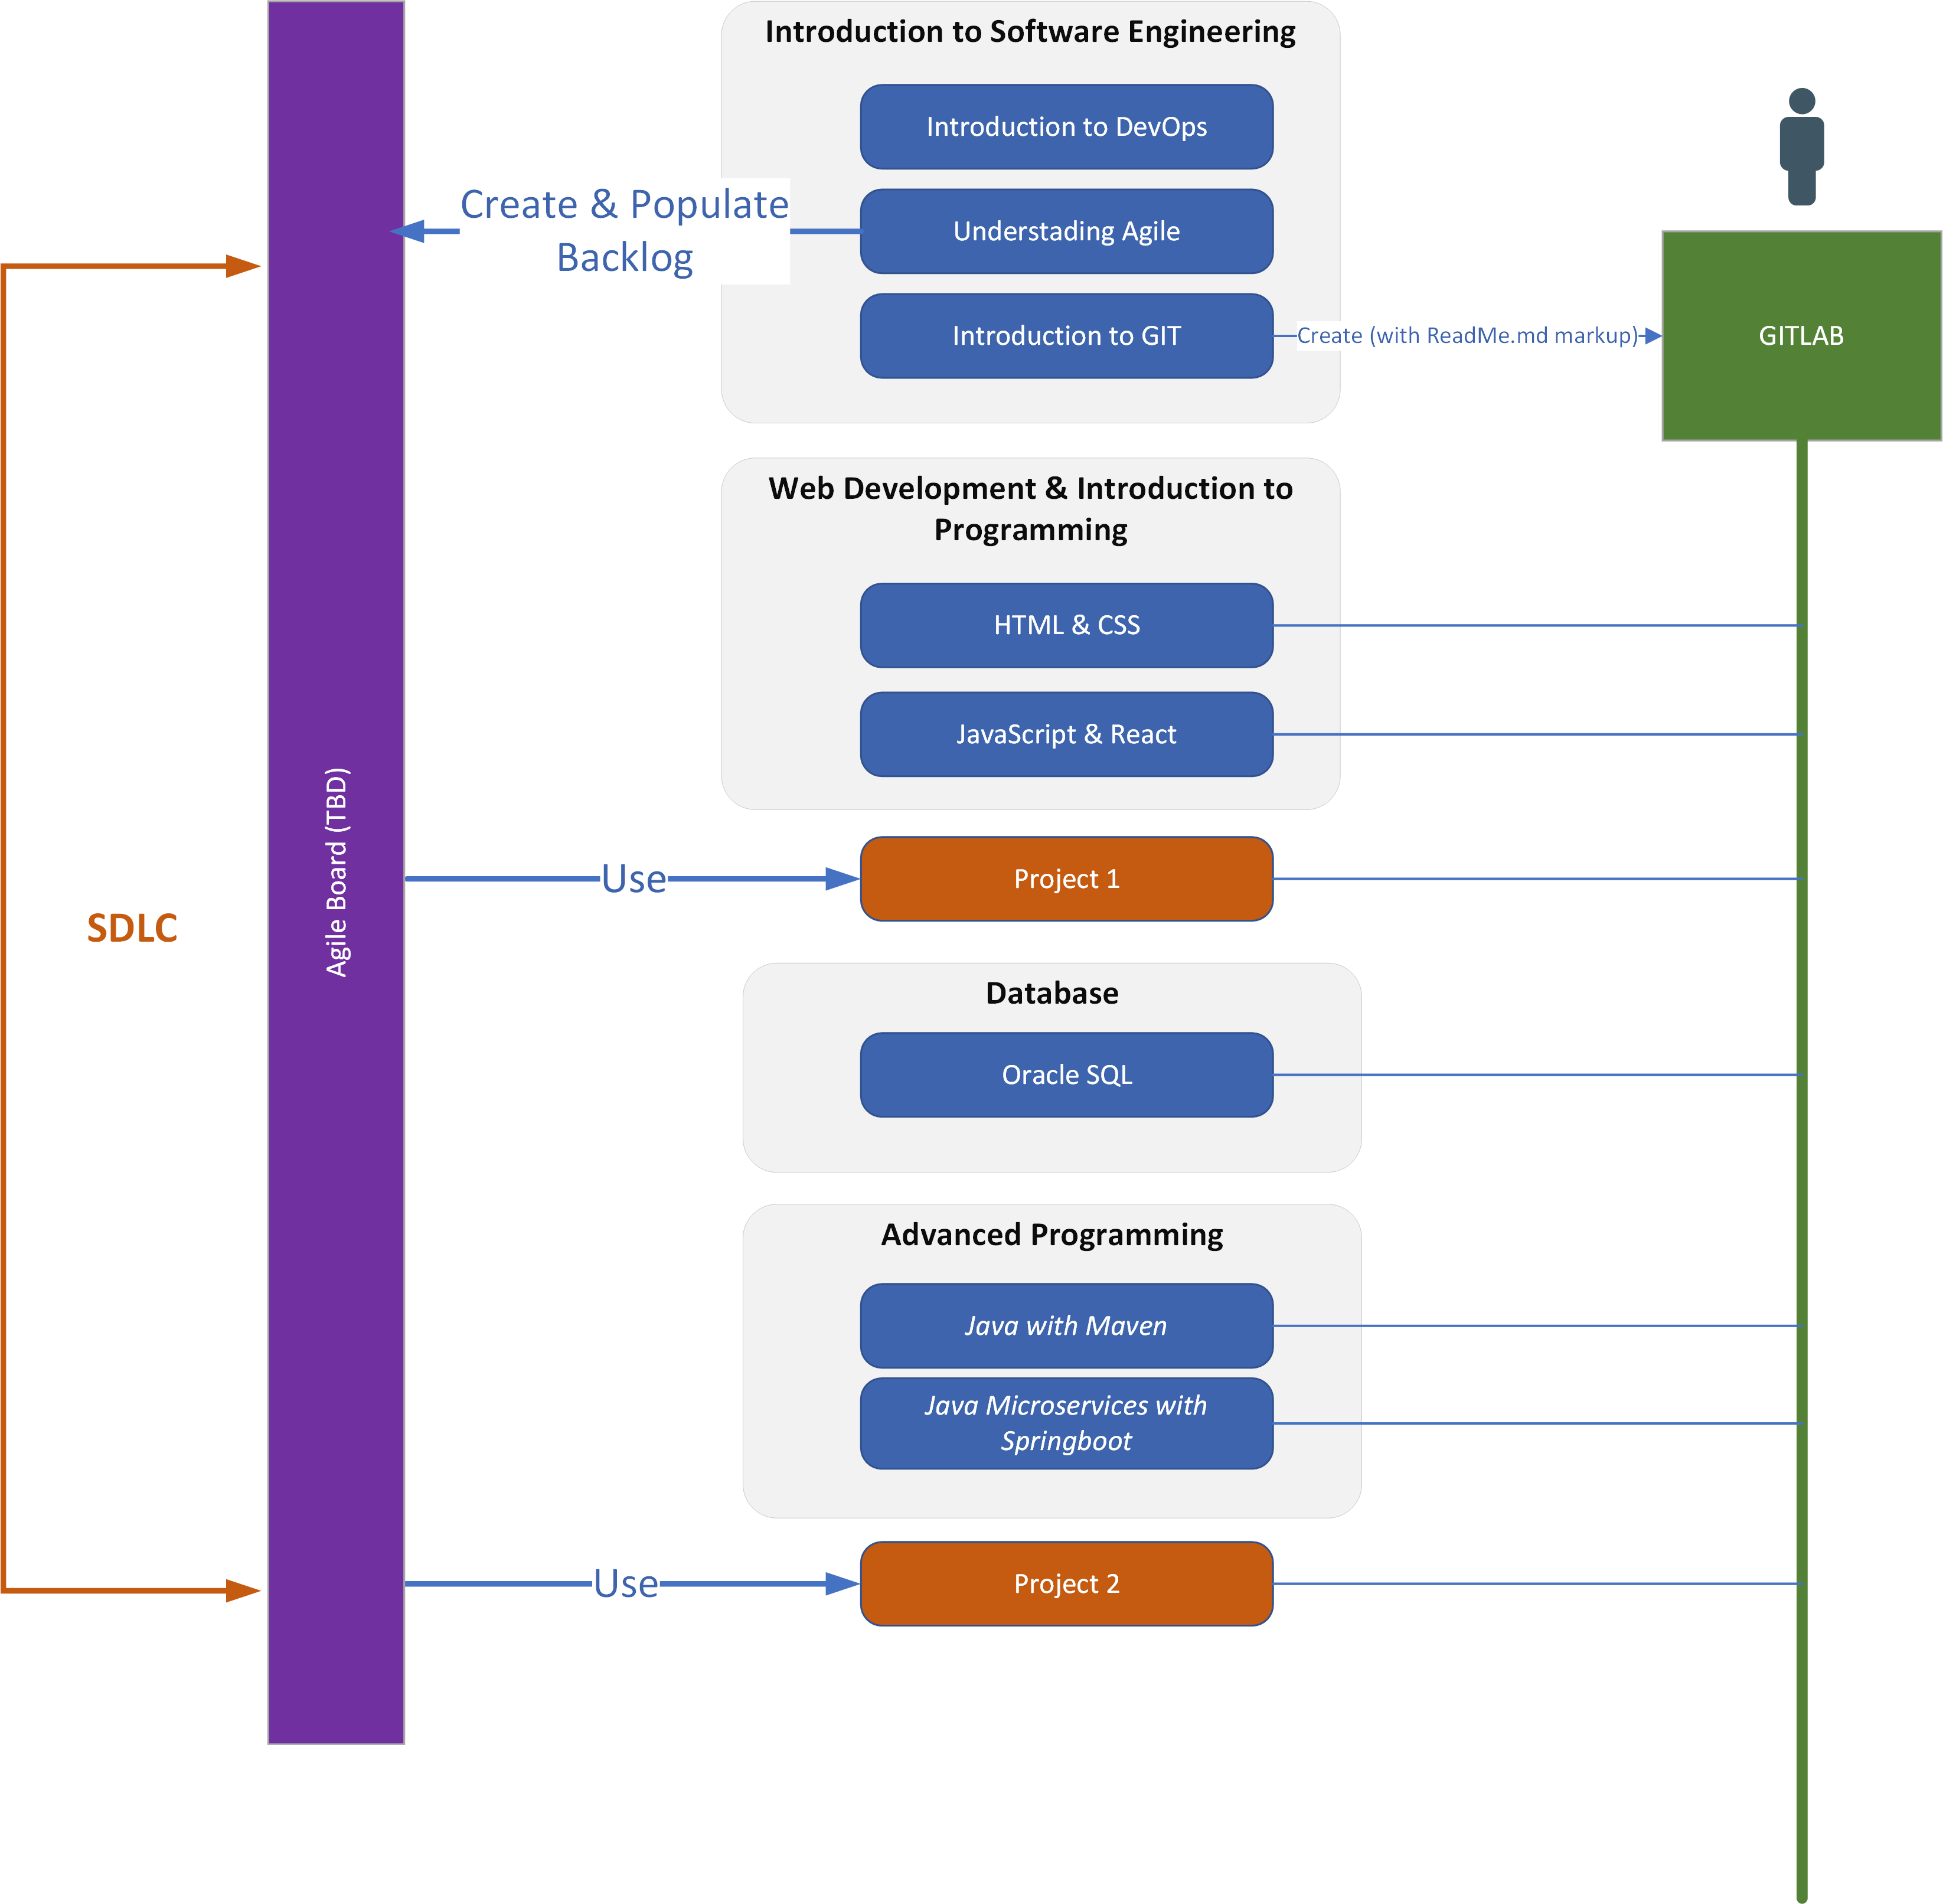 Introduction to Software Engineering
Introduction to DevOps
Create & Populate
Backlog
Understading Agile
Introduction to GIT
Create (with ReadMe.md markup)
GITLAB
Web Development & Introduction to
Programming
HTML & CSS
JavaScript & React
Agile Board (TBD)
Use
Project 1
SDLC
Database
Oracle SQL
Advanced Programming
Java with Maven
Java Microservices with
Springboot
Use
Project 2